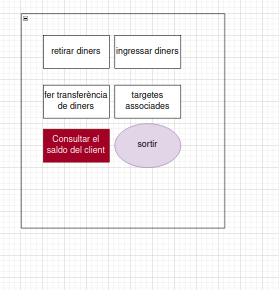 retirar diners
ingressar diners
fer transferència
de diners
targetes
associades
Consultar el
saldo del client
sortir